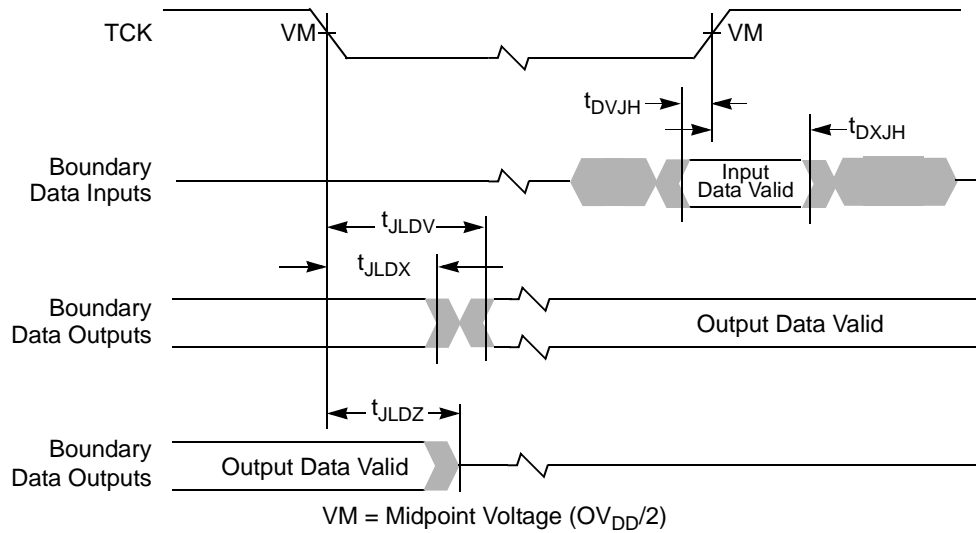 TCK
VM
VM
tDVJH
tDXJH
Boundary
Data Inputs
Input
Data Valid
tJLDV
tJLDX
Boundary
Data Outputs
Output Data Valid
tJLDZ
Boundary
Data Outputs
Output Data Valid
VM = Midpoint Voltage (OVDD/2)